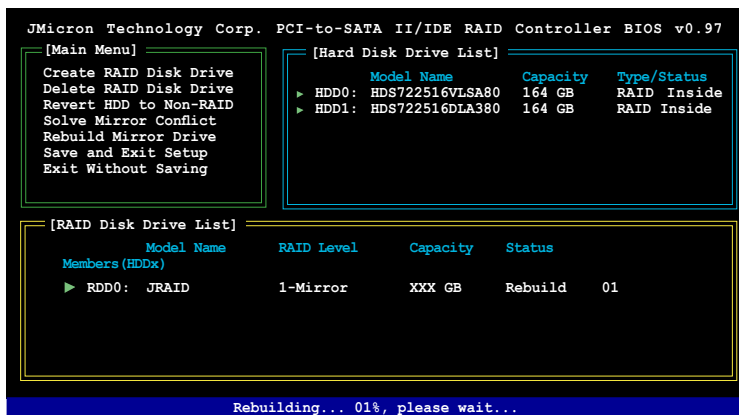 JMicron Technology Corp. PCI-to-SATA II/IDE RAID Controller BIOS v0.97
[Main Menu]
Create RAID Disk Drive
Delete RAID Disk Drive
Revert HDD to Non-RAID
Solve Mirror Conflict
Rebuild Mirror Drive
Save and Exit Setup
Exit Without Saving
[Hard Disk Drive List]
Model Name Capacity Type/Status
HDD0: HDS722516VLSA80 164 GB RAID Inside
HDD1: HDS722516DLA380 164 GB RAID Inside
[RAID Disk Drive List]
Model Name RAID Level Capacity Status
Members(HDDx)
RDD0: JRAID 1-Mirror XXX GB Rebuild 01
Rebuilding... 01%, please wait...